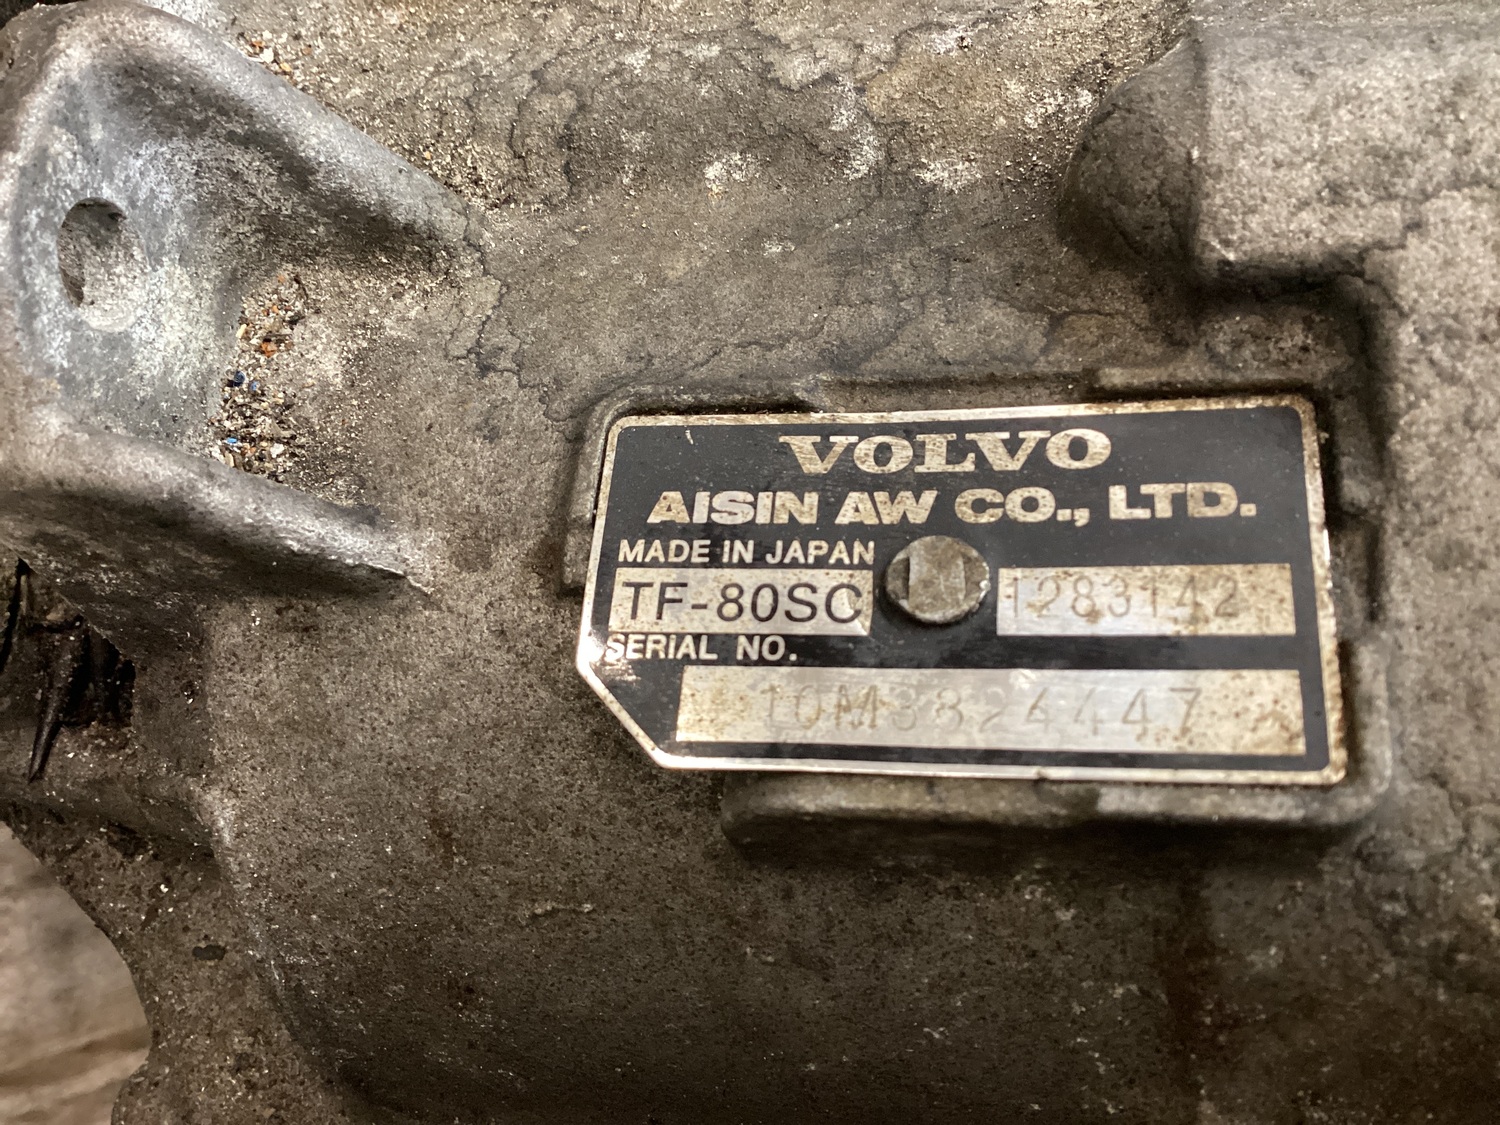 VOLVO
AISIN AW CO., LTD.
MADE IN JAPAN
TF-80SC 1283142
SERIAL NO.
10M3824447